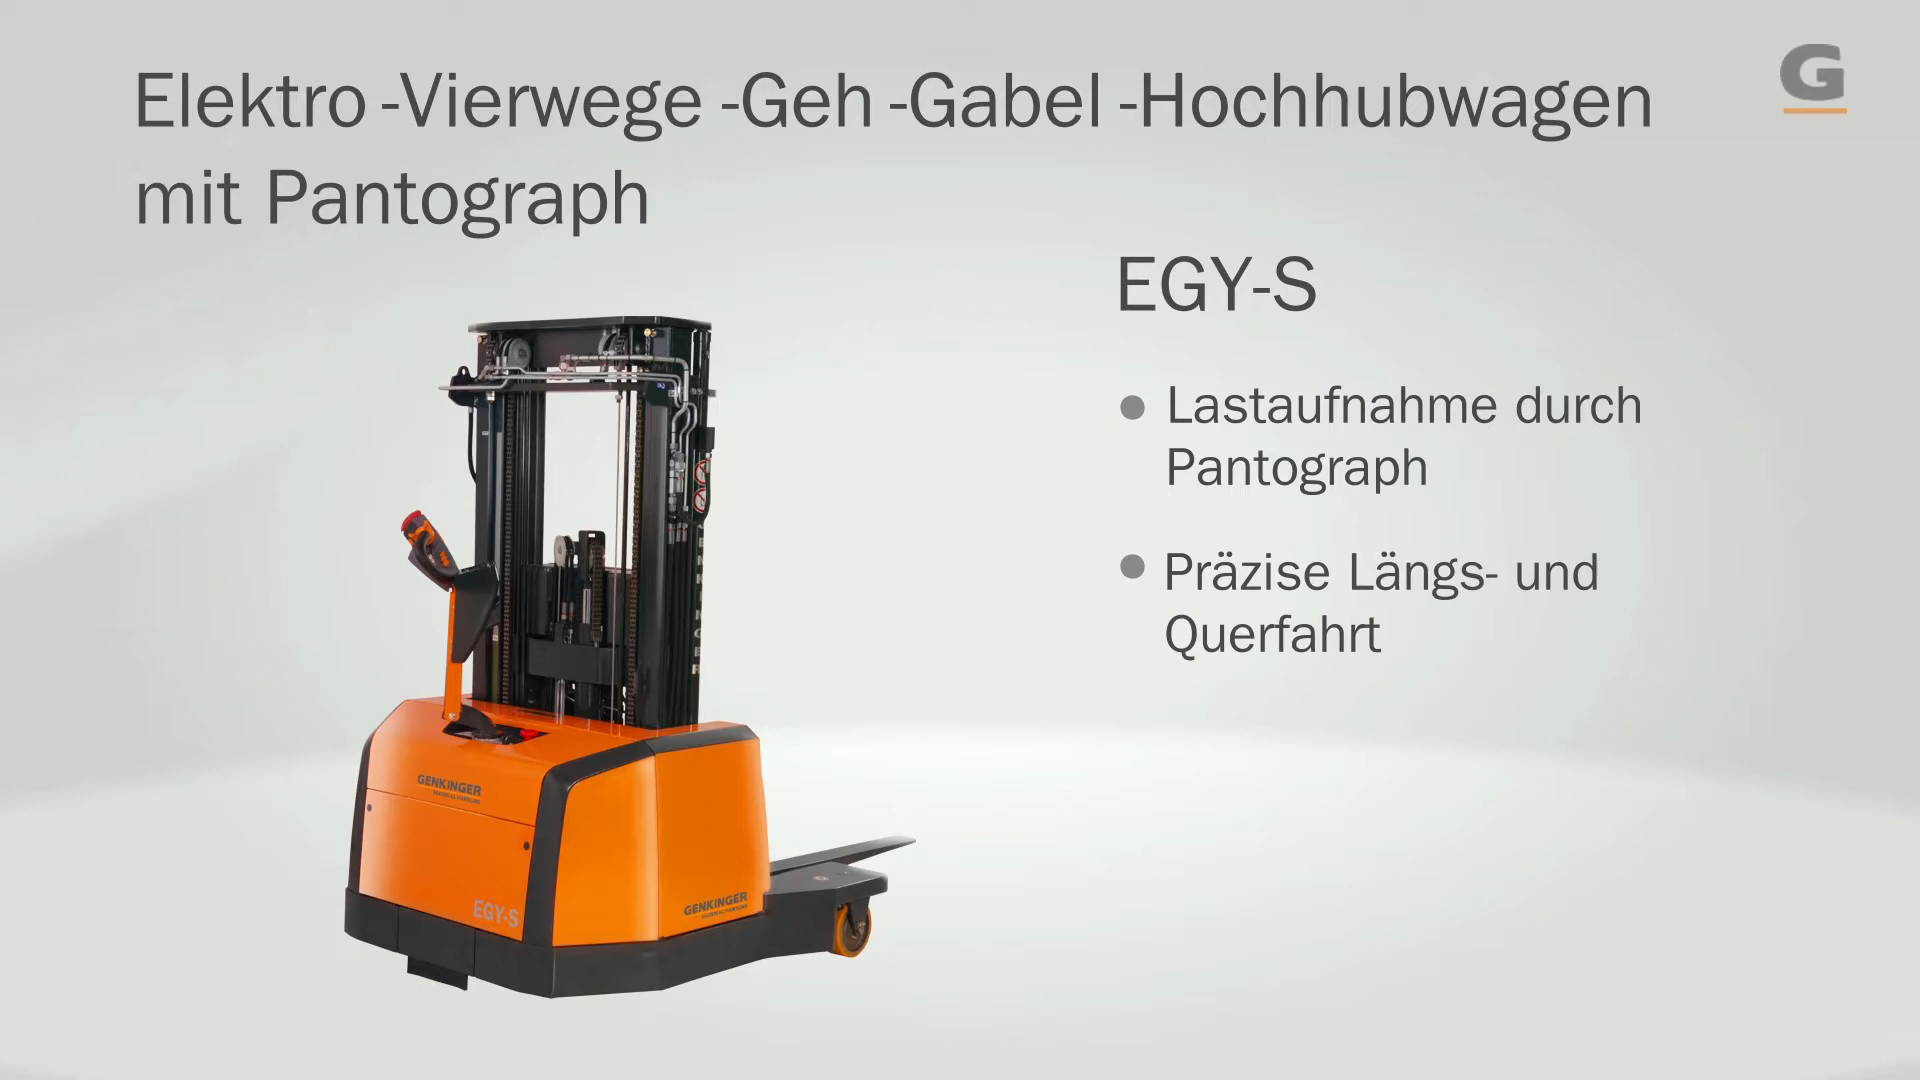 Elektro -Vierwege -Geh -Gabel -Hochhubwagen
mit Pantograph
G
EGY-S
Lastaufnahme durch
Pantograph
Präzise Längs- und
Querfahrt
GENKINGER
EGY-S
GENKINGER